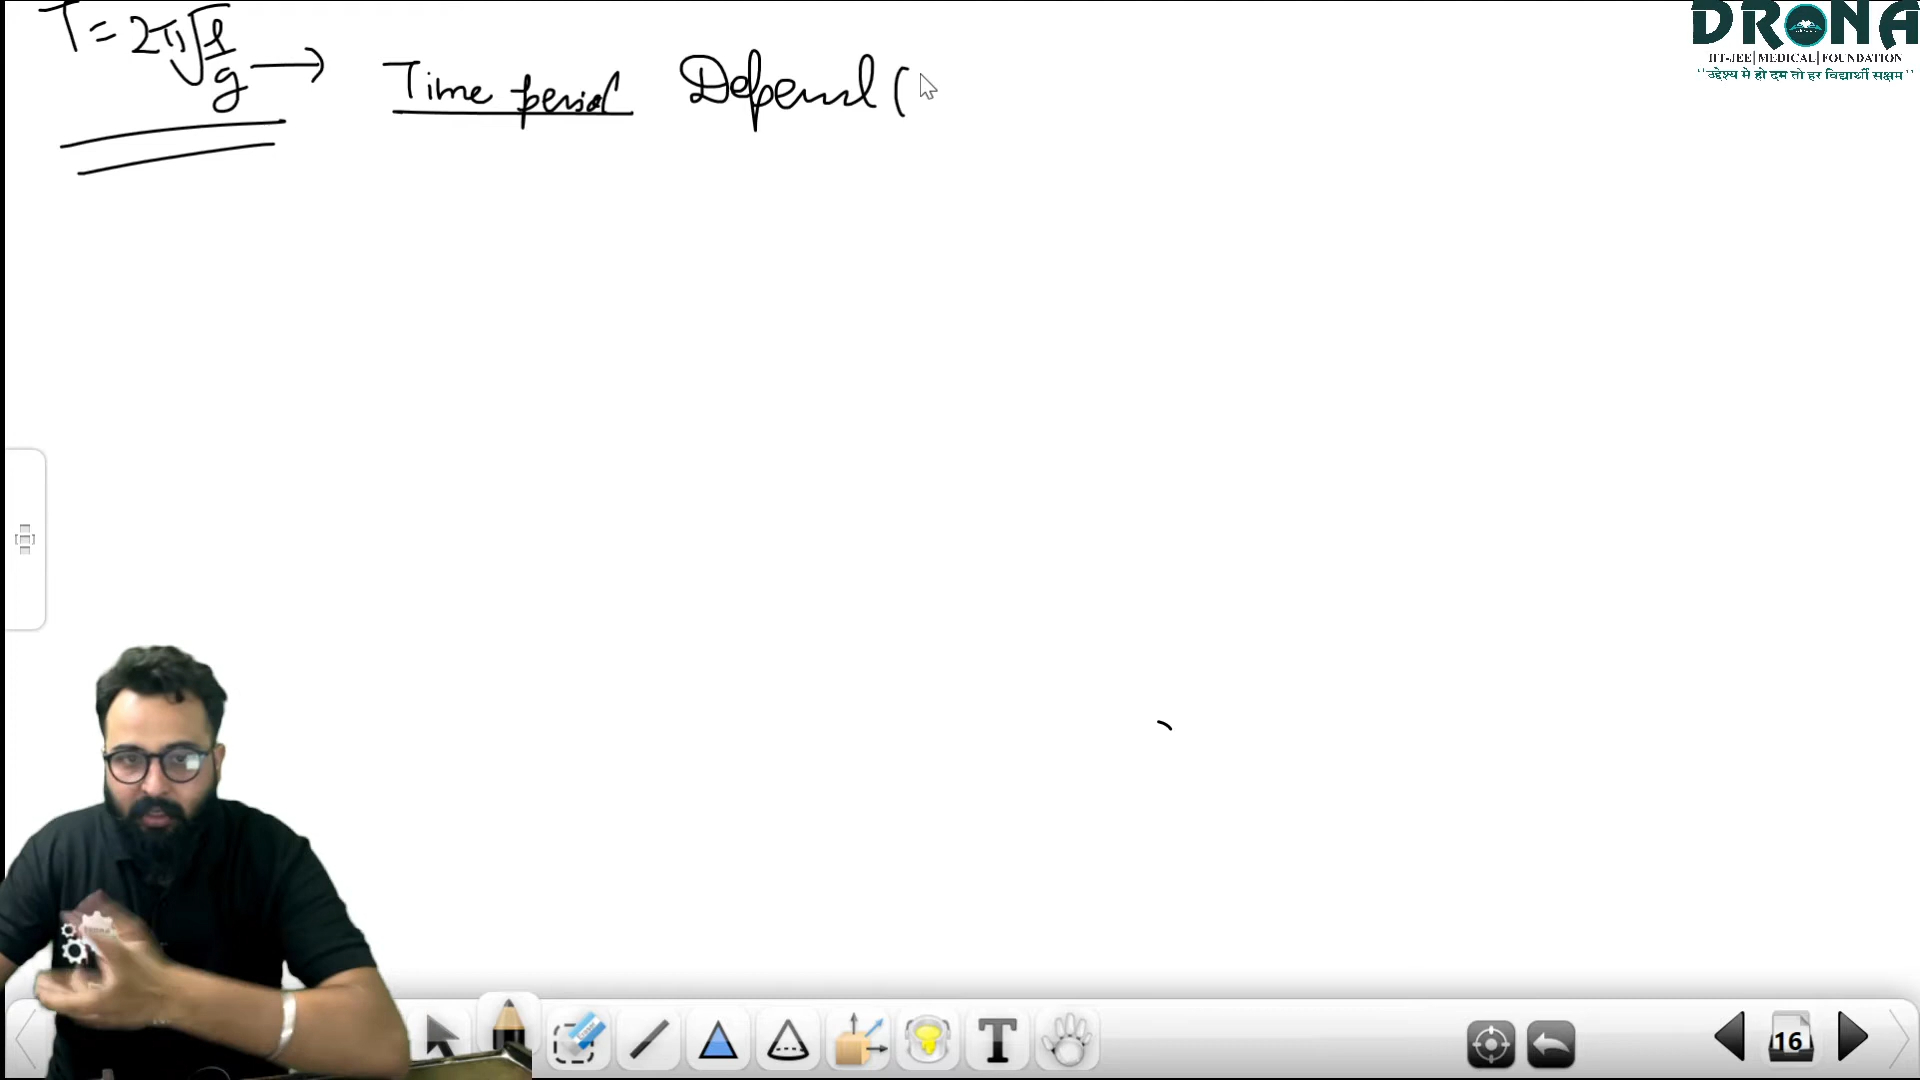 T = 2π√l/g → Time period Depend (
DRONA
IIT-JEE|MEDICAL|FOUNDATION
“उद्देश्य मे हो दम तो हर विद्यार्थी सक्षम”
T
16